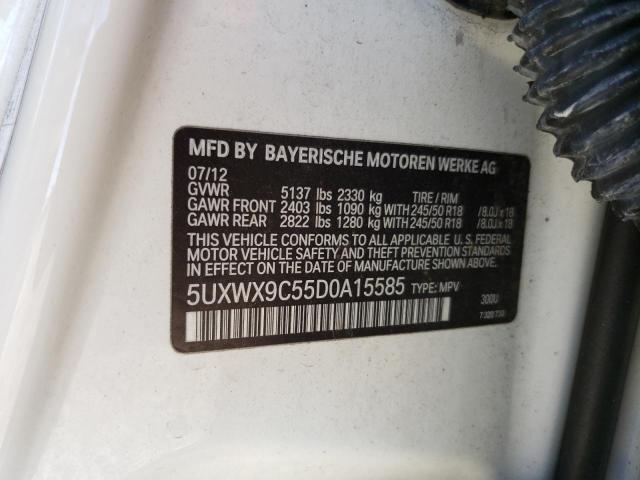 MFD BY BAYERISCHE MOTOREN WERKE AG
07/12
GVWR 5137 lbs 2330 kg TIRE / RIM
GAWR FRONT 2403 lbs 1090 kg WITH 245/50 R18 /8.0J x 18
GAWR REAR 2822 lbs 1280 kg WITH 245/50 R18 /8.0J x 18
THIS VEHICLE CONFORMS TO ALL APPLICABLE U. S. FEDERAL
MOTOR VEHICLE SAFETY AND THEFT PREVENTION
STANDARDS IN EFFECT ON THE DATE OF MANUFACTURE SHOWN ABOVE.
5UXWX9C55D0A15585 TYPE: MPV
300U